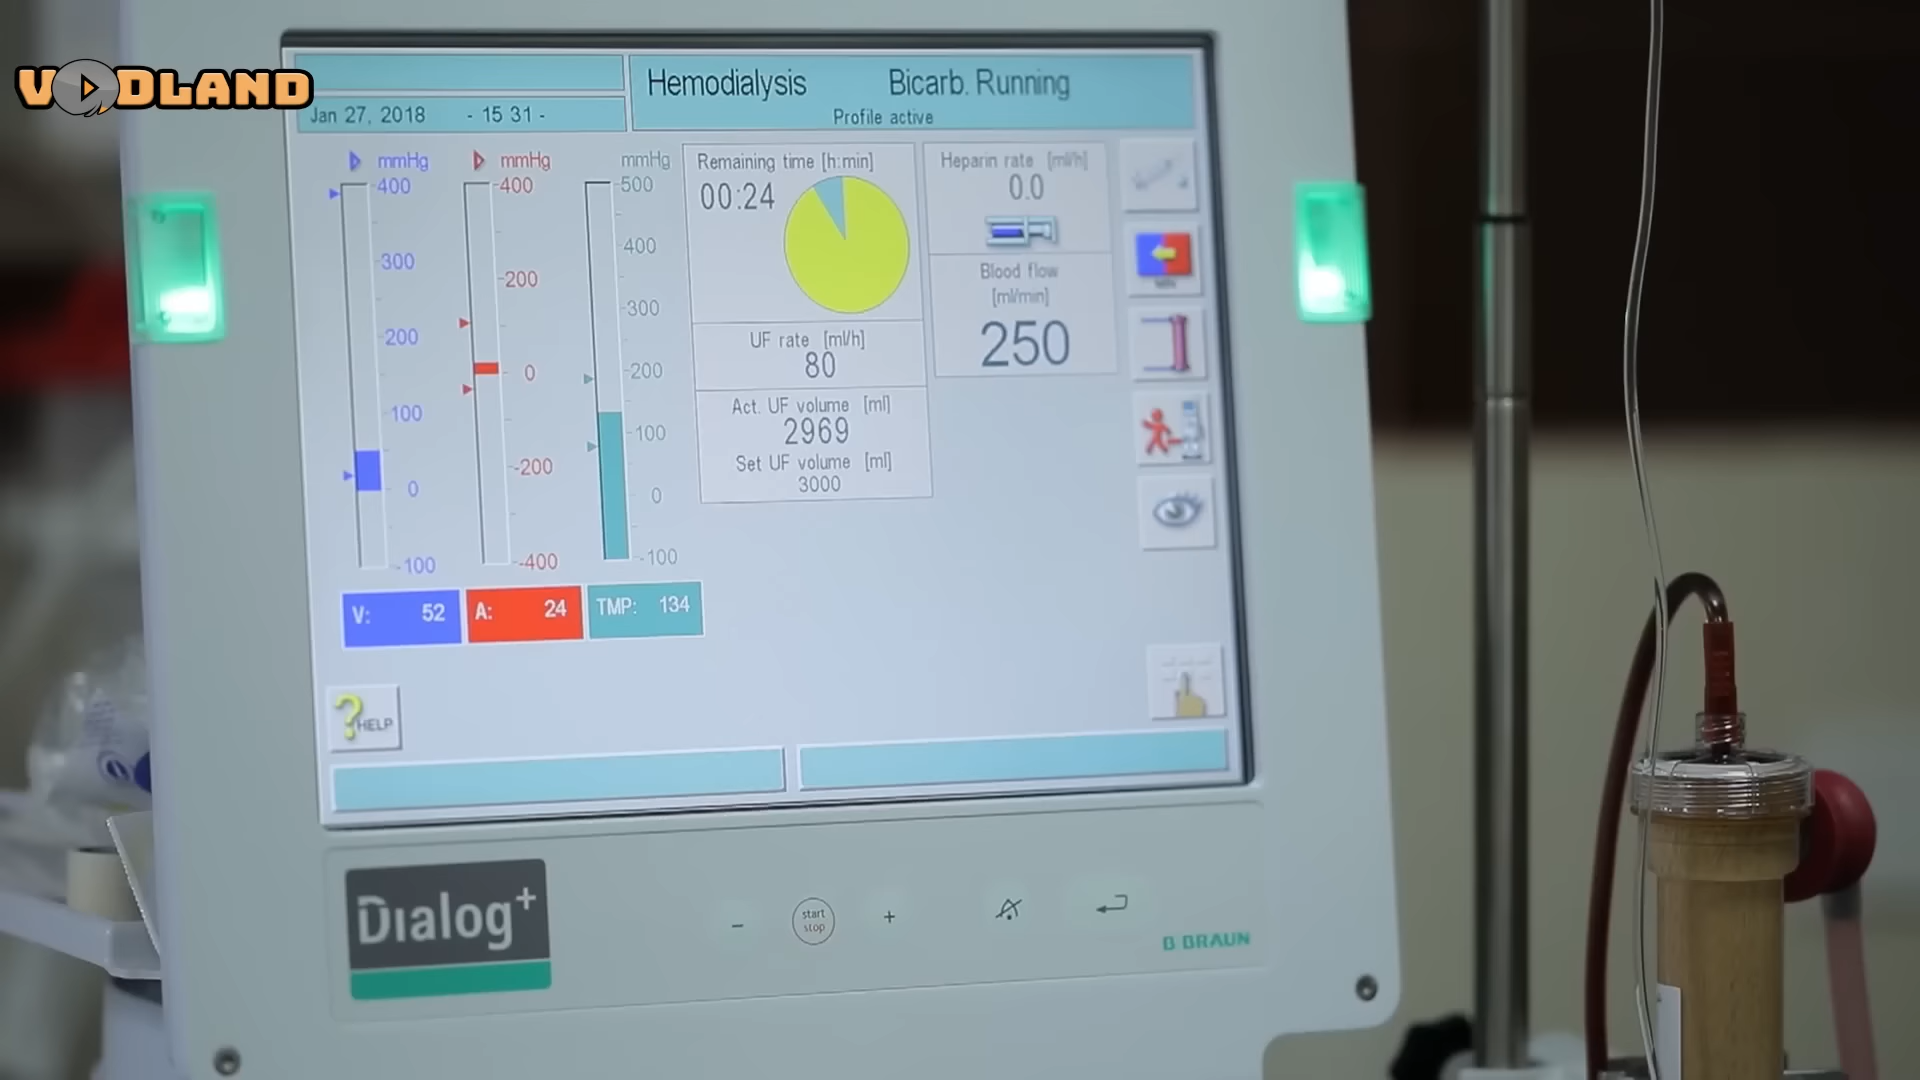 VODLAND
Hemodialysis Bicarb. Running
Jan 27, 2018 - 15 31 -
Profile active
mmHg mmHg mmHg
400
300
200
100
0
-100
400
200
0
-200
-400
500
400
300
200
100
0
-100
Remaining time [h:min]
00:24
Heparin rate [ml/h]
0.0
Blood flow
[ml/min]
250
UF rate [ml/h]
80
Act. UF volume [ml]
2969
Set UF volume [ml]
3000
V: 52 A: 24 TMP: 134
? HELP
Dialog+
- start stop +
B BRAUN